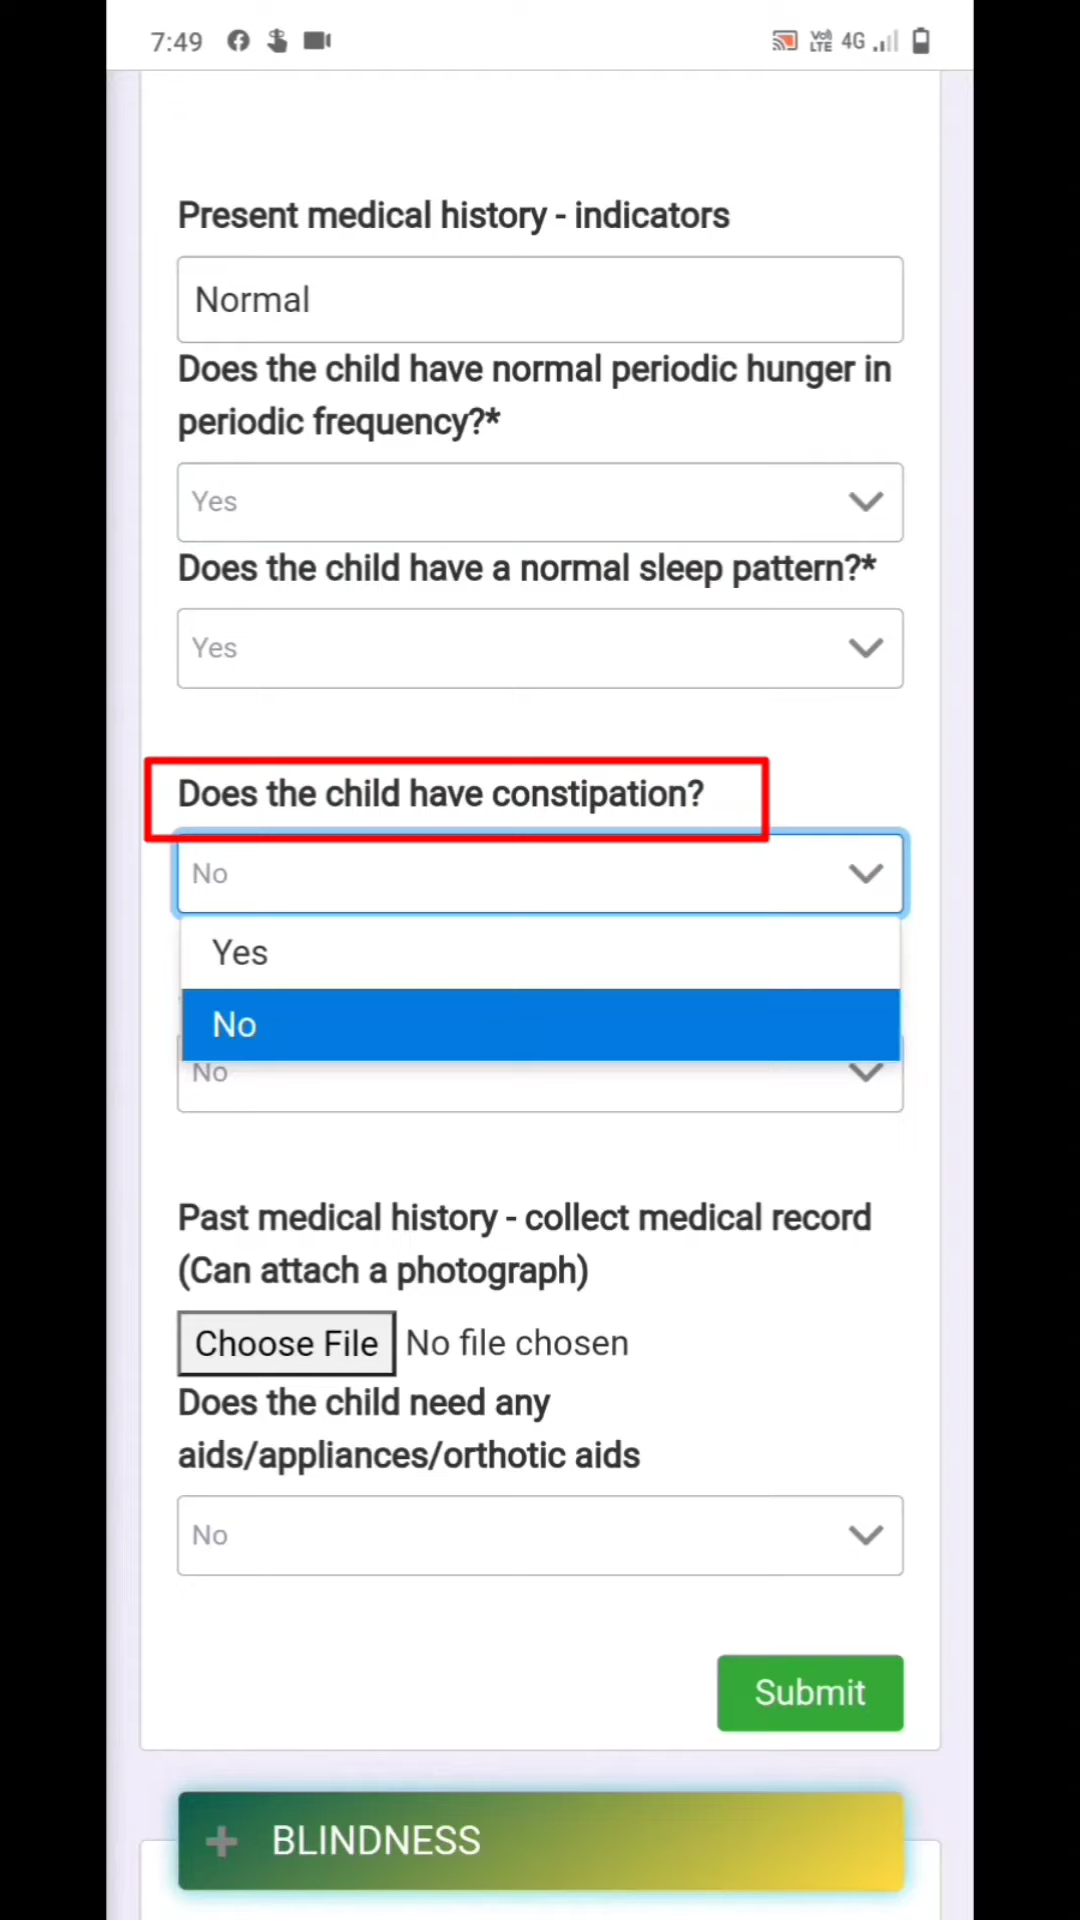 7:49
Vo) LTE 4G
Present medical history - indicators
Normal
Does the child have normal periodic hunger in
periodic frequency?*
Yes
Does the child have a normal sleep pattern?*
Yes
Does the child have constipation?
No
Yes
No
No
Past medical history - collect medical record
(Can attach a photograph)
Choose File No file chosen
Does the child need any
aids/appliances/orthotic aids
No
Submit
+ BLINDNESS